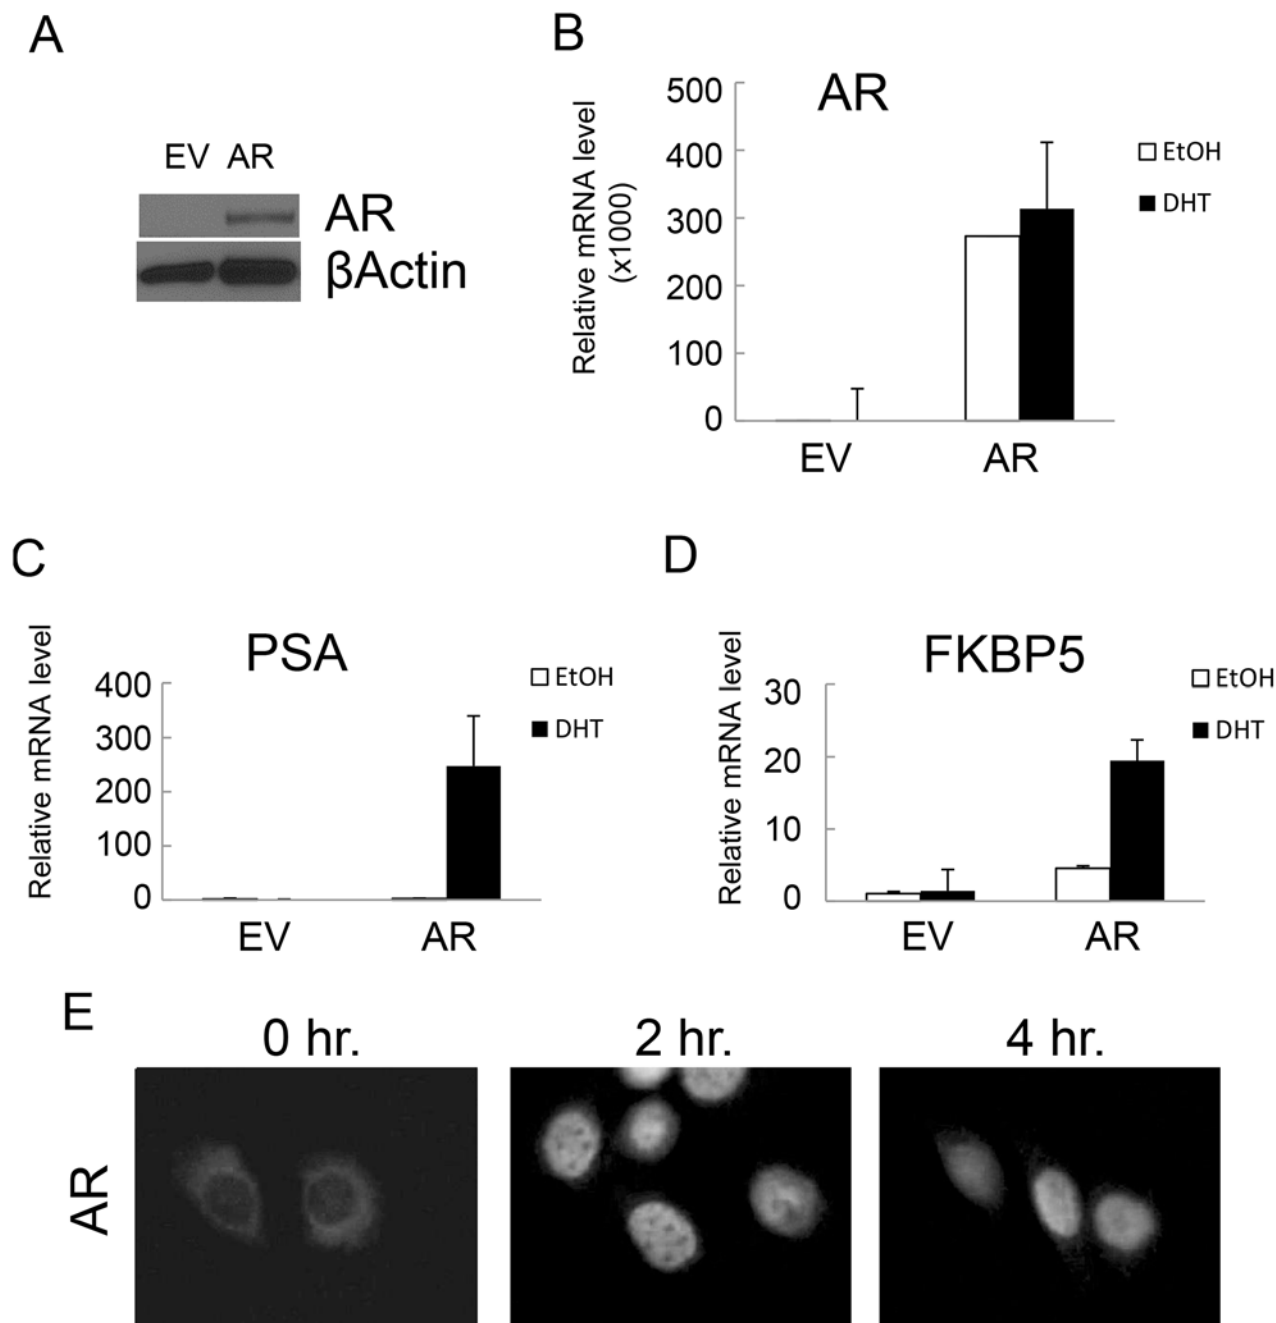 A
EV AR
AR
βActin
B
AR
Relative mRNA level
(x1000)
500
400
300
200
100
0
EV AR
EtOH
DHT
C
PSA
Relative mRNA level
400
300
200
100
0
EV AR
EtOH
DHT
D
FKBP5
Relative mRNA level
30
20
10
0
EV AR
EtOH
DHT
E
0 hr. 2 hr. 4 hr.
AR